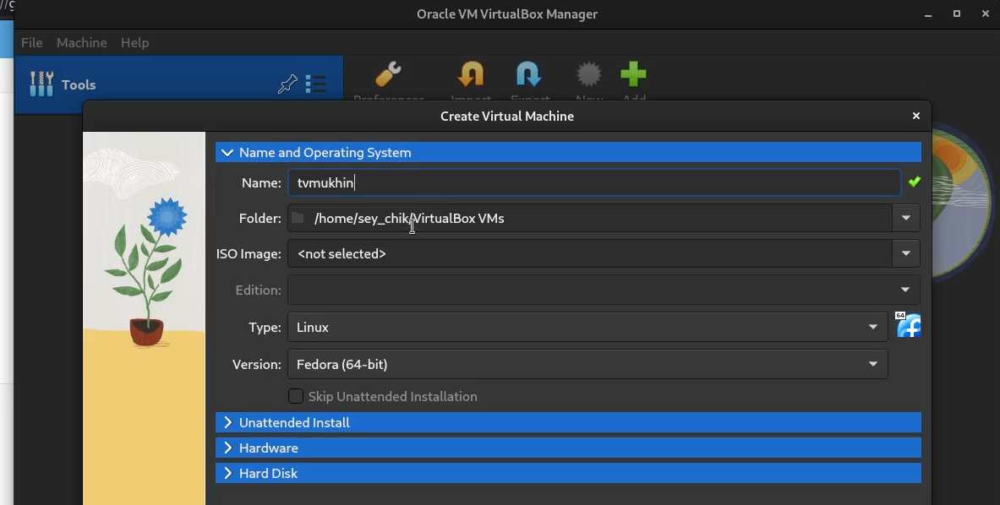 //g
Oracle VM VirtualBox Manager
File Machine Help
Tools
Preferences Import Export New Add
Create Virtual Machine
Name and Operating System
Name: tvmukhin
Folder: /home/sey_chik/VirtualBox VMs
ISO Image: <not selected>
Edition:
Type: Linux
64
Version: Fedora (64-bit)
Skip Unattended Installation
Unattended Install
Hardware
Hard Disk